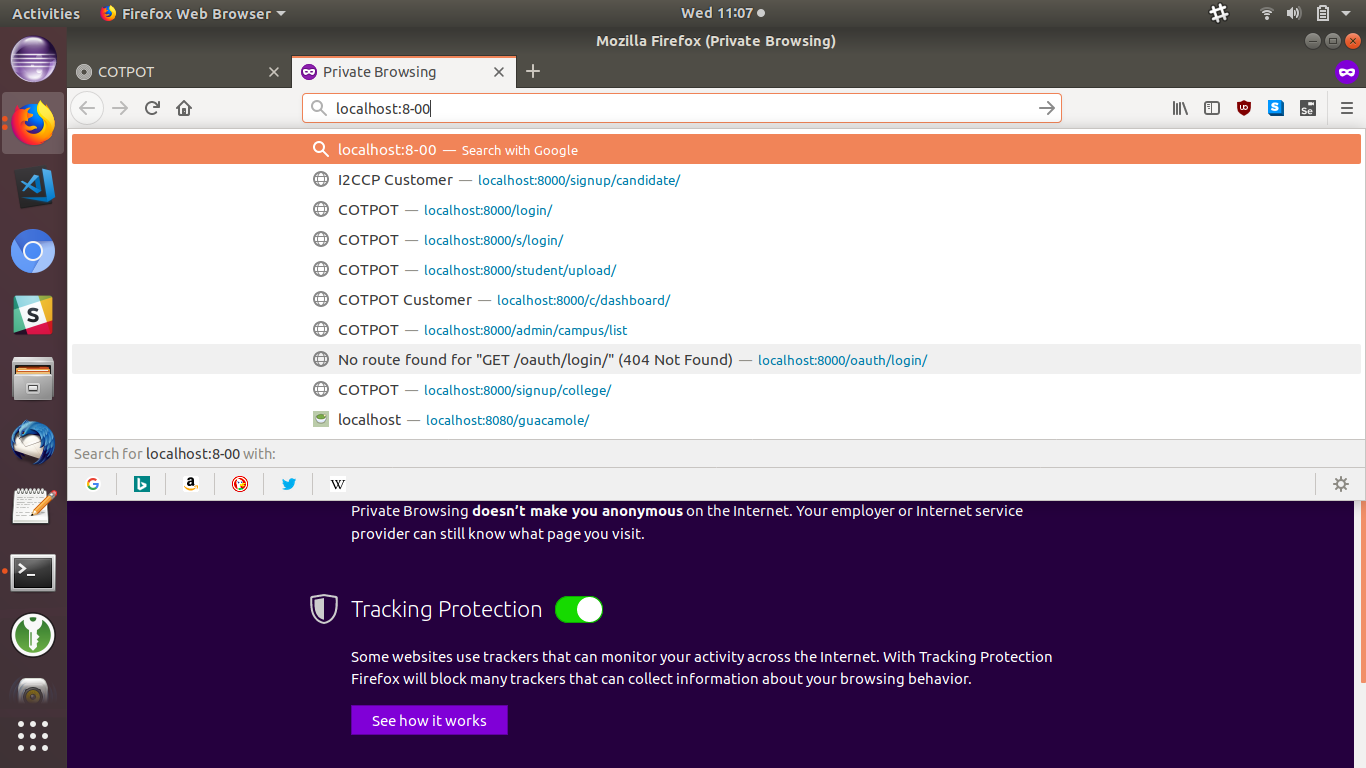 Activities Firefox Web Browser Wed 11:07
Mozilla Firefox (Private Browsing)
COTPOT Private Browsing
localhost:8-00
localhost:8-00 — Search with Google
I2CCP Customer — localhost:8000/signup/candidate/
COTPOT — localhost:8000/login/
COTPOT — localhost:8000/s/login/
COTPOT — localhost:8000/student/upload/
COTPOT Customer — localhost:8000/c/dashboard/
COTPOT — localhost:8000/admin/campus/list
No route found for "GET /oauth/login/" (404 Not Found) — localhost:8000/oauth/login/
COTPOT — localhost:8000/signup/college/
localhost — localhost:8080/guacamole/
Search for localhost:8-00 with:
Private Browsing doesn’t make you anonymous on the Internet. Your employer or Internet service
provider can still know what page you visit.
Tracking Protection
Some websites use trackers that can monitor your activity across the Internet. With Tracking Protection
Firefox will block many trackers that can collect information about your browsing behavior.
See how it works